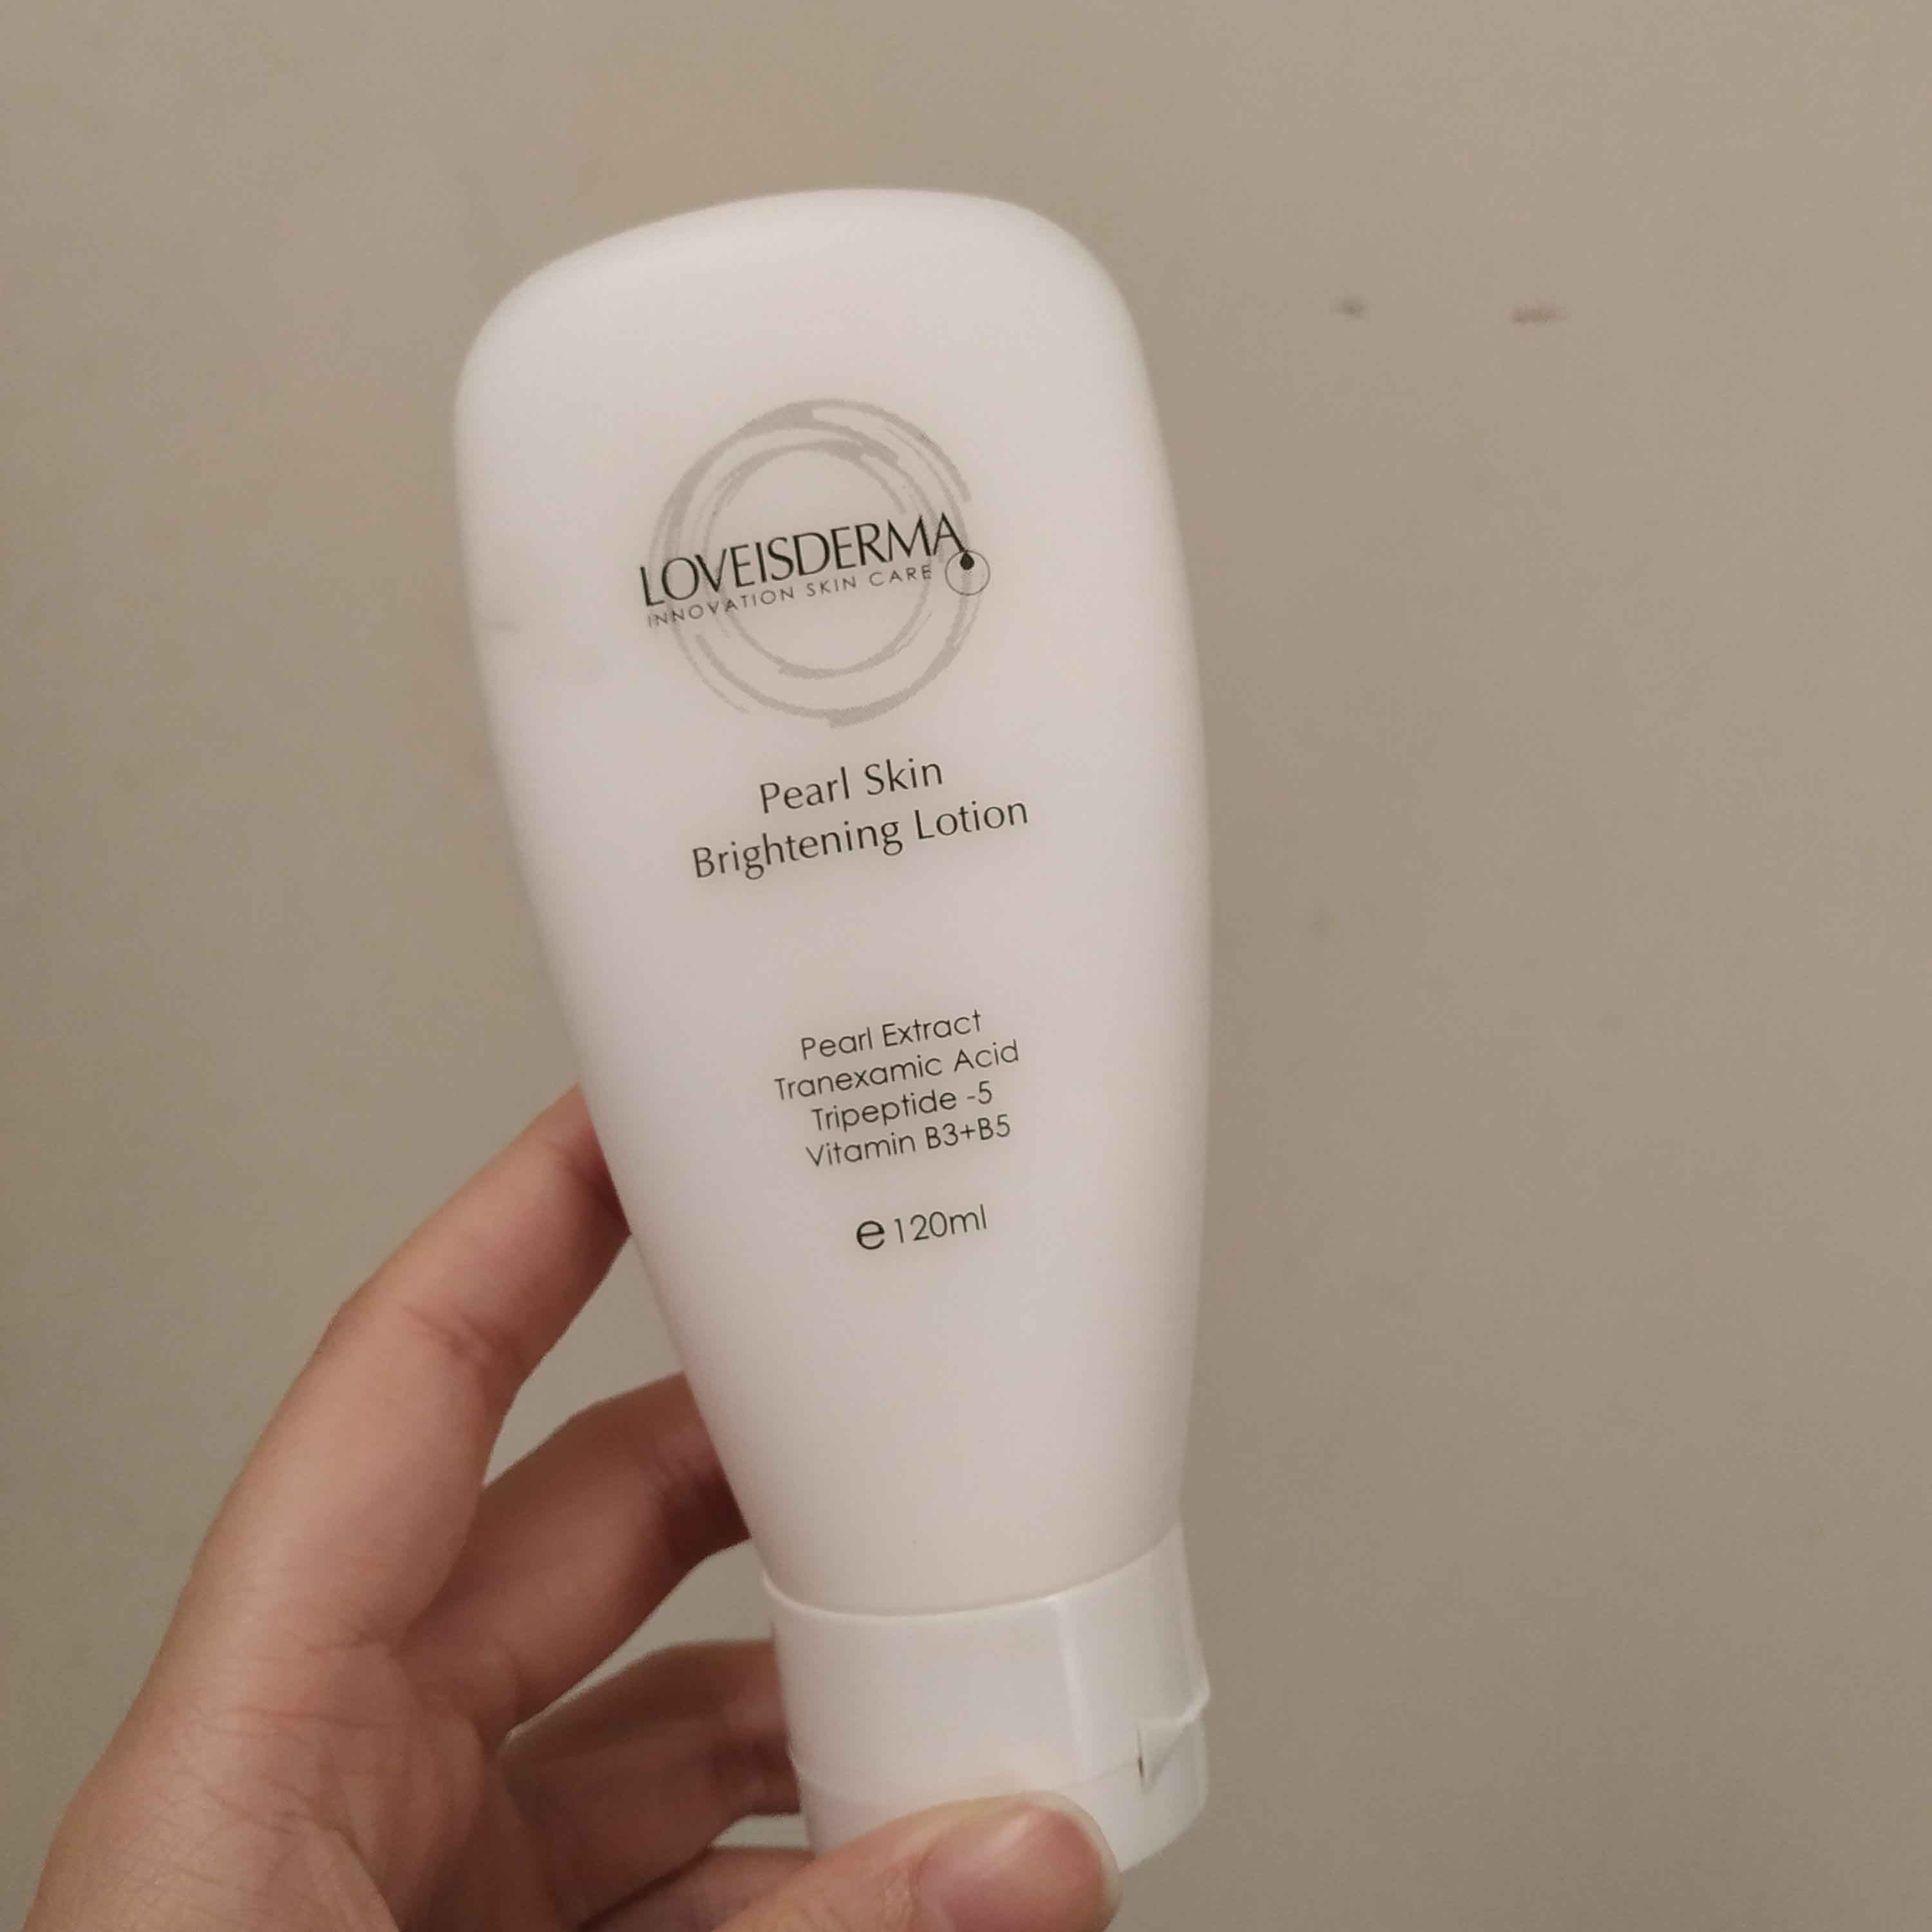 LOVEISDERMA
INNOVATION SKIN CARE
Pearl Skin
Brightening Lotion
Pearl Extract
Tranexamic Acid
Tripeptide -5
Vitamin B3+B5
e 120ml